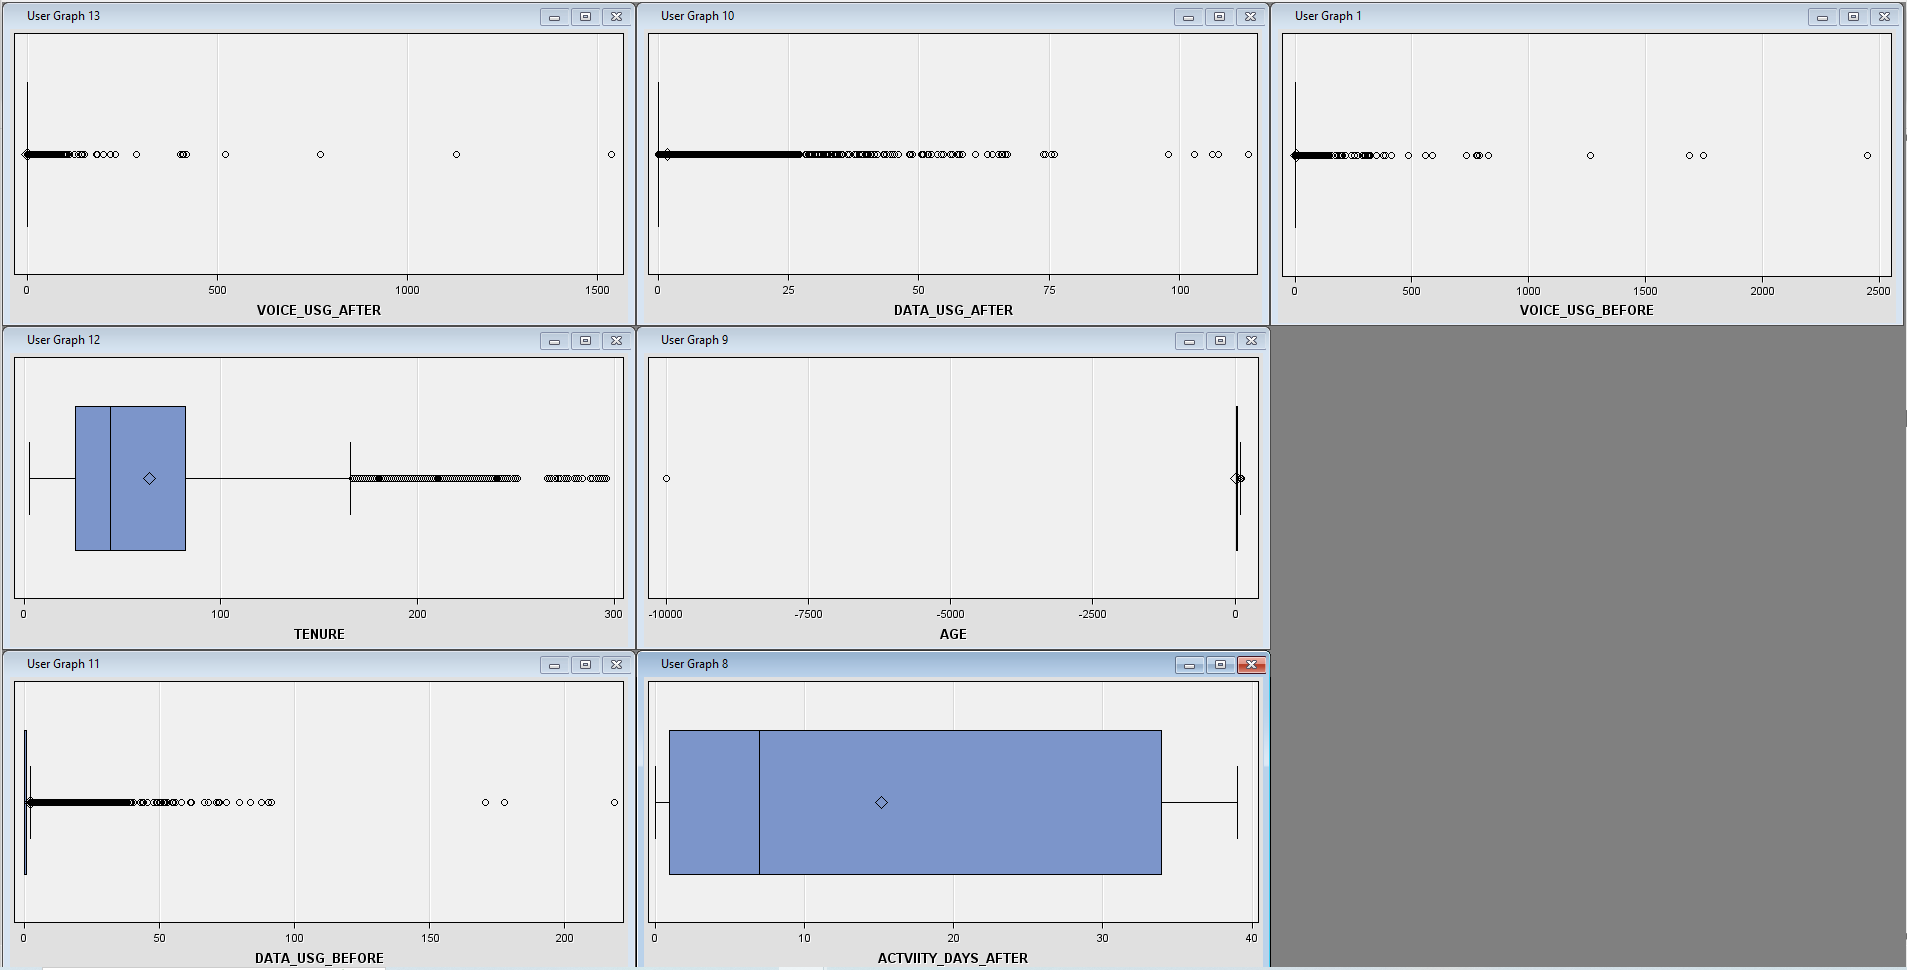 User Graph 13
0 500 1000 1500
VOICE_USG_AFTER
User Graph 10
0 25 50 75 100
DATA_USG_AFTER
User Graph 1
0 500 1000 1500 2000 2500
VOICE_USG_BEFORE
User Graph 12
0 100 200 300
TENURE
User Graph 9
-10000 -7500 -5000 -2500 0
AGE
User Graph 11
0 50 100 150 200
DATA_USG_BEFORE
User Graph 8
0 10 20 30 40
ACTVIITY_DAYS_AFTER